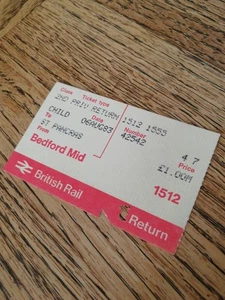 Class Ticket type
2ND PRIV RETURN 1512 1555
CHILD 06AUG83 42542
To Date Number
ST PANCRAS 4 7
From Price
Bedford Mid £1.00M
1512
British Rail
Return